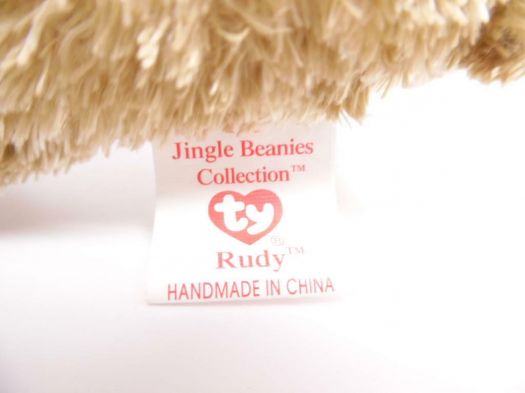 Jingle Beanies
Collection™
ty®
Rudy™
HANDMADE IN CHINA